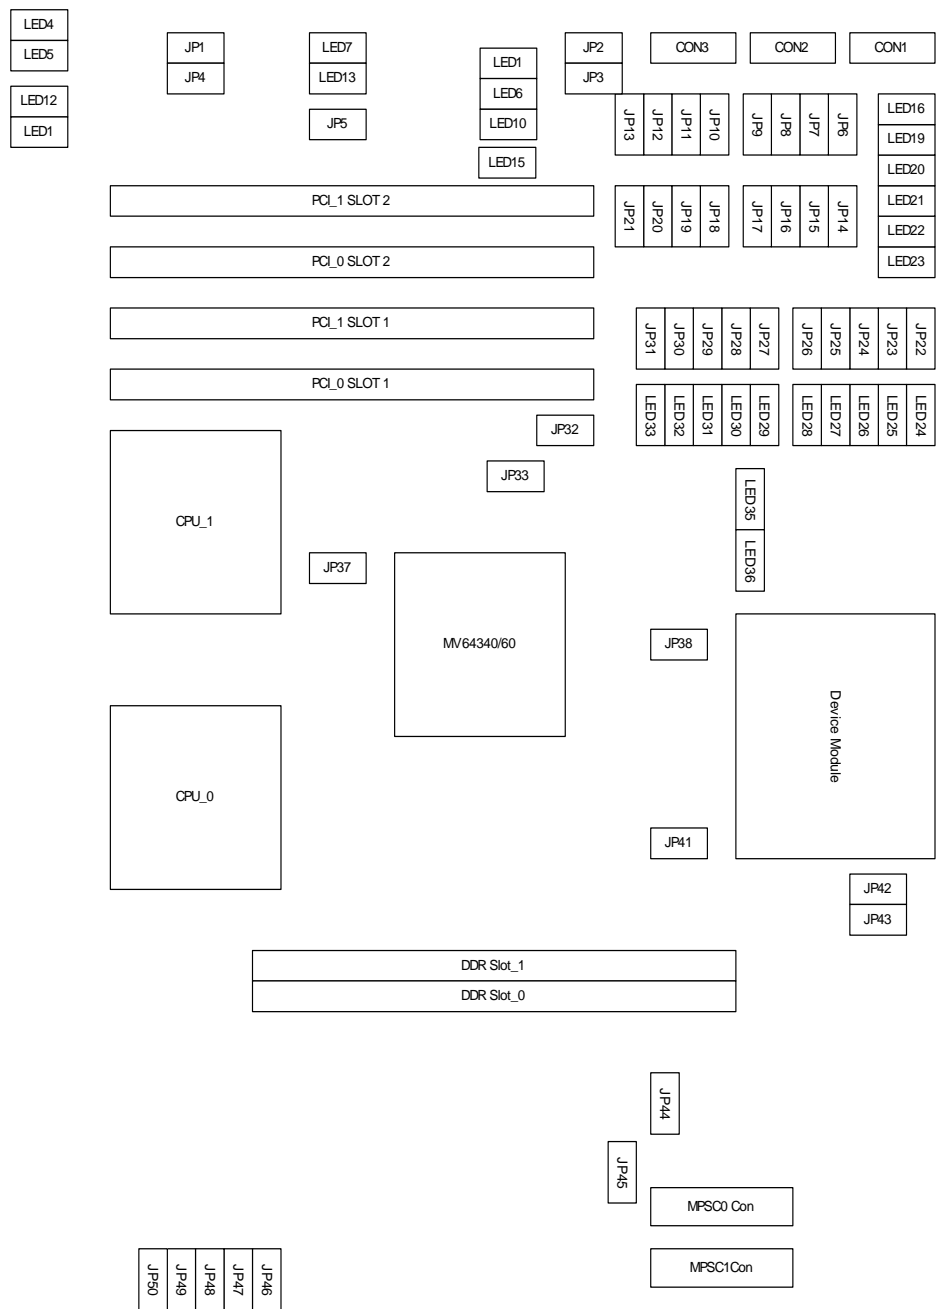 LED4
LED5
LED12
LED1
JP1
JP4
LED7
LED13
JP5
LED1
LED6
LED10
LED15
JP2
JP3
CON3
CON2
CON1
JP13
JP12
JP11
JP10
JP9
JP8
JP7
JP6
LED16
LED19
LED20
LED21
LED22
LED23
PCI_1 SLOT 2
PCI_0 SLOT 2
PCI_1 SLOT 1
PCI_0 SLOT 1
JP21
JP20
JP19
JP18
JP17
JP16
JP15
JP14
JP31
JP30
JP29
JP28
JP27
JP26
JP25
JP24
JP23
JP22
LED33
LED32
LED31
LED30
LED29
LED28
LED27
LED26
LED25
LED24
JP32
JP33
LED35
LED36
CPU_1
JP37
MV64340/60
JP38
Device Module
CPU_0
JP41
JP42
JP43
DDR Slot_1
DDR Slot_0
JP44
JP45
MPSC0 Con
MPSC1Con
JP50
JP49
JP48
JP47
JP46